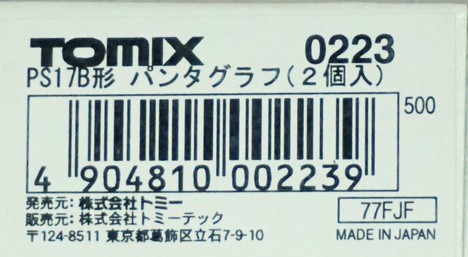 TOMIX 0223
PS17B形 パンタグラフ(2個入)
500
4 904810 002239
発売元: 株式会社トミー
販売元: 株式会社トミーテック
〒124-8511 東京都葛飾区立石7-9-10
77FJF
MADE IN JAPAN